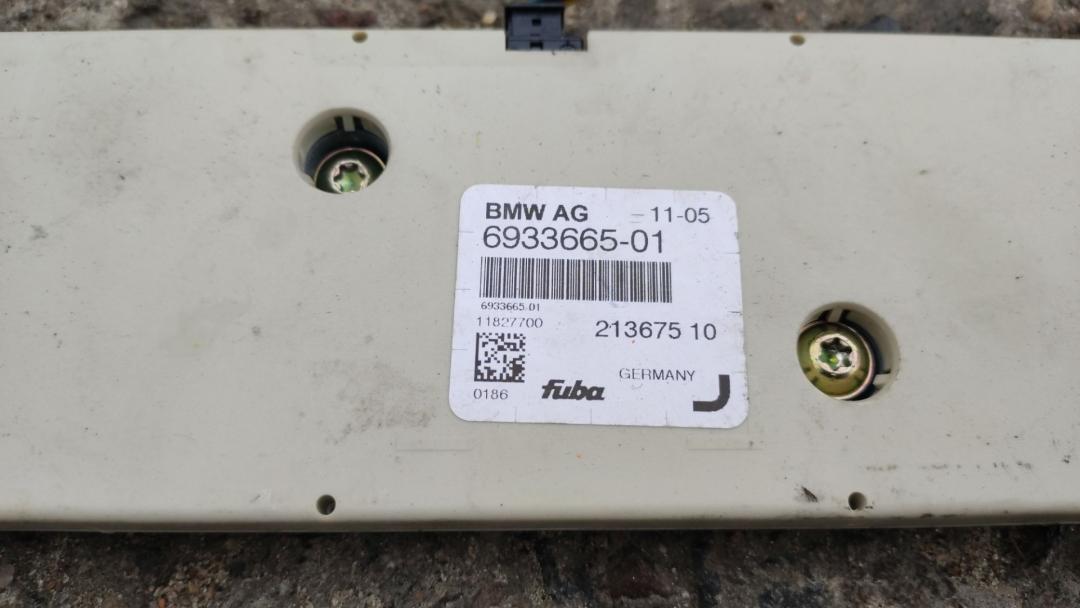 BMW AG – 11-05
6933665-01
6933665-01
11827700
213675 10
GERMANY
0186 fuba